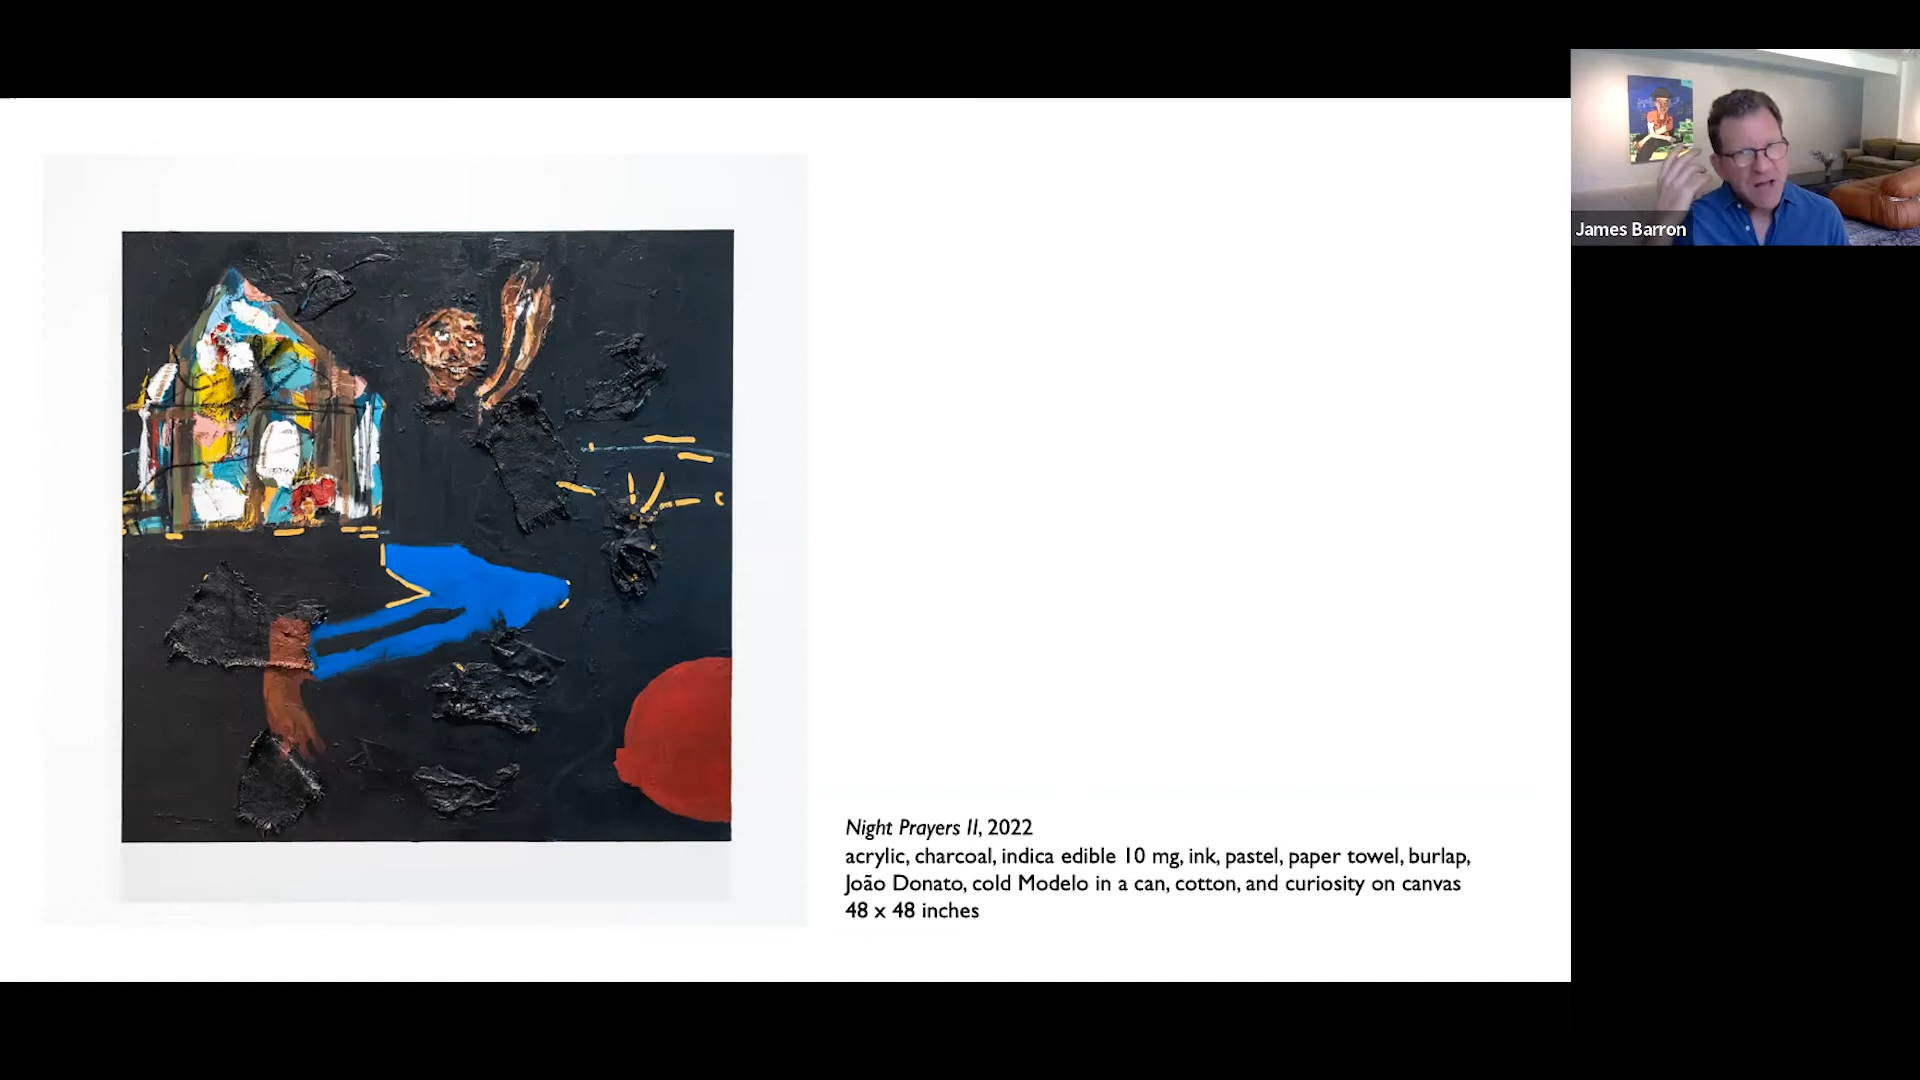 James Barron
Night Prayers II, 2022
acrylic, charcoal, indica edible 10 mg, ink, pastel, paper towel, burlap,
João Donato, cold Modelo in a can, cotton, and curiosity on canvas
48 x 48 inches